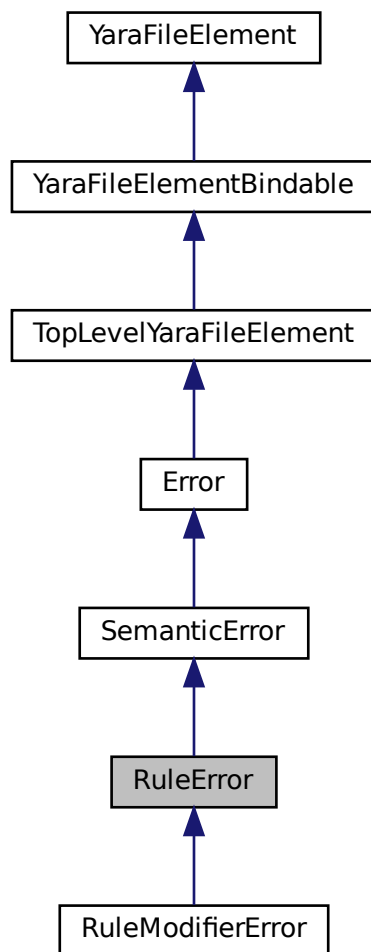 YaraFileElement
YaraFileElementBindable
TopLevelYaraFileElement
Error
SemanticError
RuleError
RuleModifierError